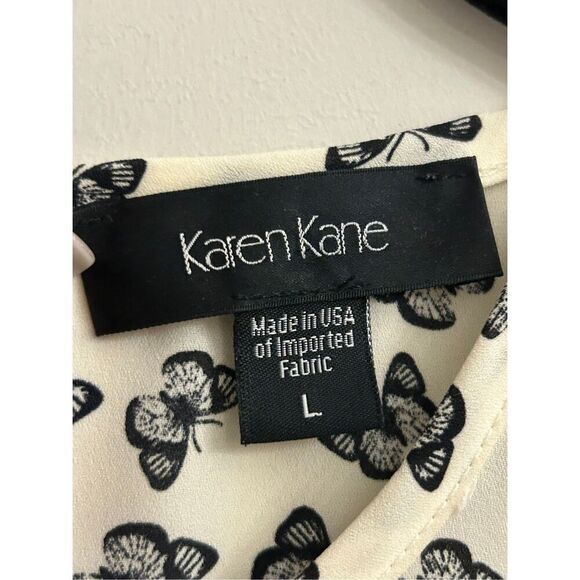 Karen Kane
Made in USA
of Imported
Fabric
L